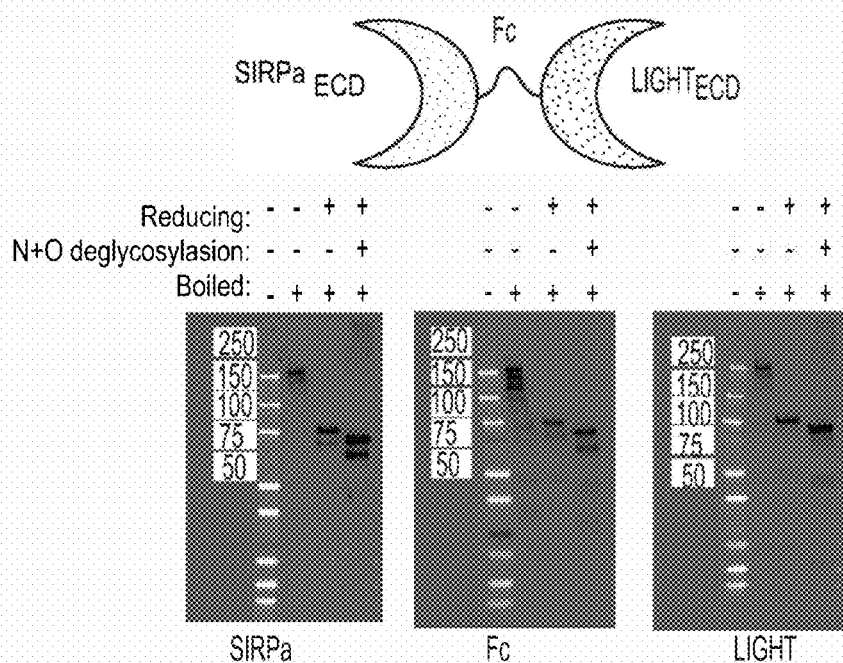 Fc
SIRPa ECD
LIGHTECD
Reducing: - - + + - - + + - - + +
N+O deglycosylasion: - - - + - - - + - - - +
Boiled: - + + + - + + + - + + +
250 250 250
150 150 150
100 100 100
75 75 75
50 50 50
SIRPa Fc LIGHT